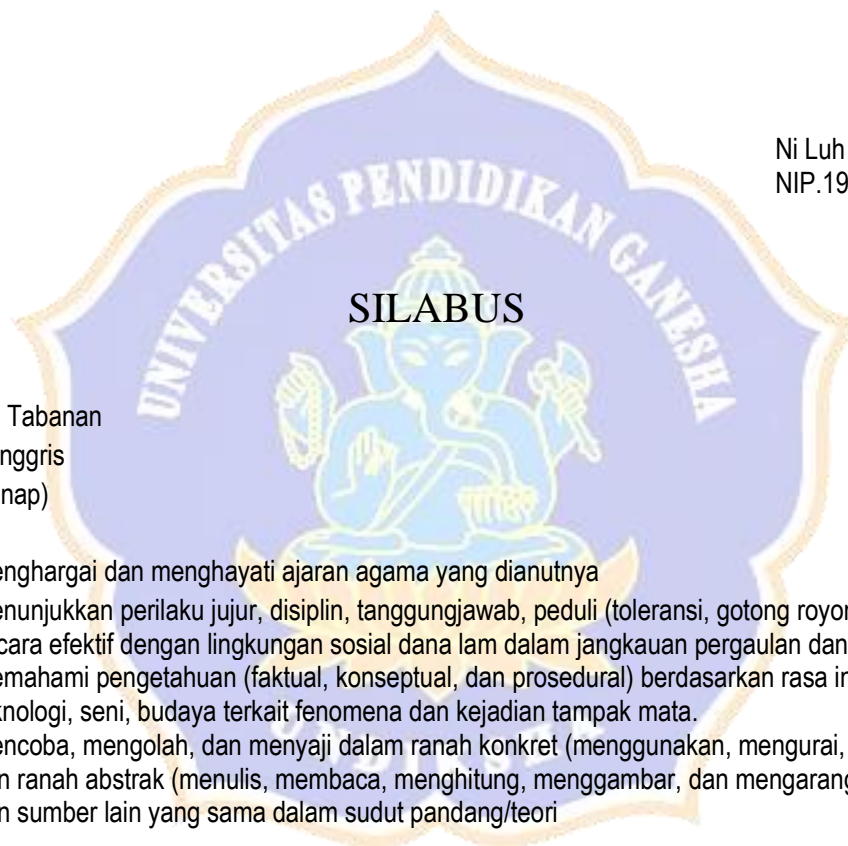 Ni Luh
NIP.19
UNIVERSITAS PENDIDIKAN GANESHA
SILABUS
Tabanan
nggris
nap)
enghargai dan menghayati ajaran agama yang dianutnya
enunjukkan perilaku jujur, disiplin, tanggungjawab, peduli (toleransi, gotong royon
cara efektif dengan lingkungan sosial dana lam dalam jangkauan pergaulan dan
emahami pengetahuan (faktual, konseptual, dan prosedural) berdasarkan rasa in
knologi, seni, budaya terkait fenomena dan kejadian tampak mata.
encoba, mengolah, dan menyaji dalam ranah konkret (menggunakan, mengurai,
n ranah abstrak (menulis, membaca, menghitung, menggambar, dan mengarang
n sumber lain yang sama dalam sudut pandang/teori
UNDIKSHA